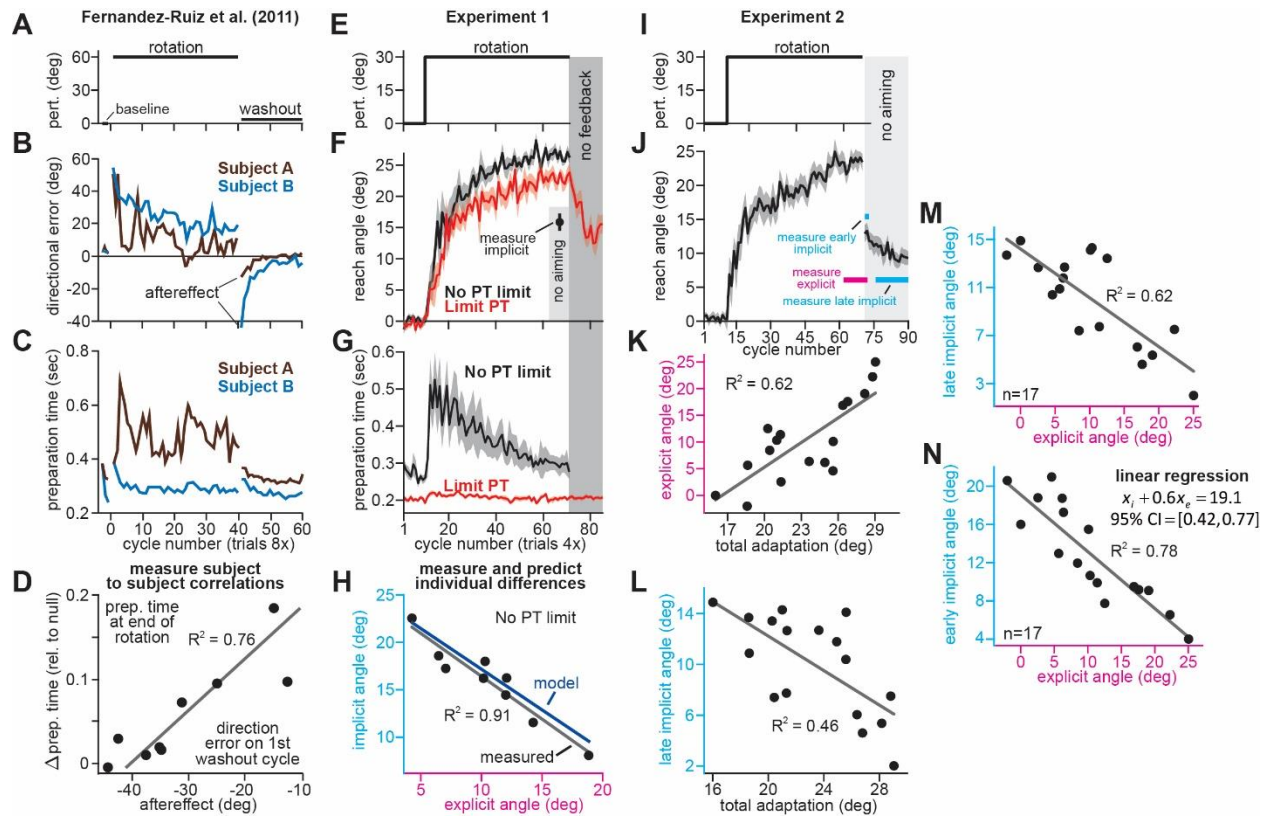 Fernandez-Ruiz et al. (2011)
A
pert. (deg)
60
30
0
rotation
baseline
washout
B
directional error (deg)
60
40
20
0
-20
-40
Subject A
Subject B
aftereffect
C
preparation time (sec)
0.8
0.6
0.4
0.2
Subject A
Subject B
0 10 20 30 40 50 60
cycle number (trials 8x)
D
measure subject
to subject correlations
Δprep. time (rel. to null)
0.2
0.1
0
prep. time
at end of
rotation
R² = 0.76
direction
error on 1st
washout cycle
-40 -30 -20 -10
aftereffect (deg)
E
Experiment 1
pert. (deg)
30
15
0
rotation
no feedback
F
reach angle (deg)
25
20
15
10
5
0
measure
implicit
no aiming
No PT limit
Limit PT
G
preparation time (sec)
0.6
0.5
0.4
0.3
0.2
No PT limit
Limit PT
1 20 40 60 80
cycle number (trials 4x)
H
measure and predict
individual differences
implicit angle (deg)
25
20
15
10
No PT limit
model
R² = 0.91
measured
5 10 15 20
explicit angle (deg)
I
Experiment 2
pert. (deg)
30
15
0
rotation
no aiming
J
reach angle (deg)
25
20
15
10
5
0
measure early
implicit
measure
explicit
measure late implicit
1 15 30 45 60 75 90
cycle number
K
explicit angle (deg)
25
20
15
10
5
0
R² = 0.62
17 20 23 26 29
total adaptation (deg)
L
late implicit angle (deg)
14
10
6
2
R² = 0.46
16 20 24 28
total adaptation (deg)
M
late implicit angle (deg)
15
11
7
3
R² = 0.62
n=17
0 5 10 15 20 25
explicit angle (deg)
N
early implicit angle (deg)
20
16
12
8
4
linear regression
xᵢ + 0.6xₑ = 19.1
95% CI = [0.42, 0.77]
R² = 0.78
n=17
0 5 10 15 20 25
explicit angle (deg)